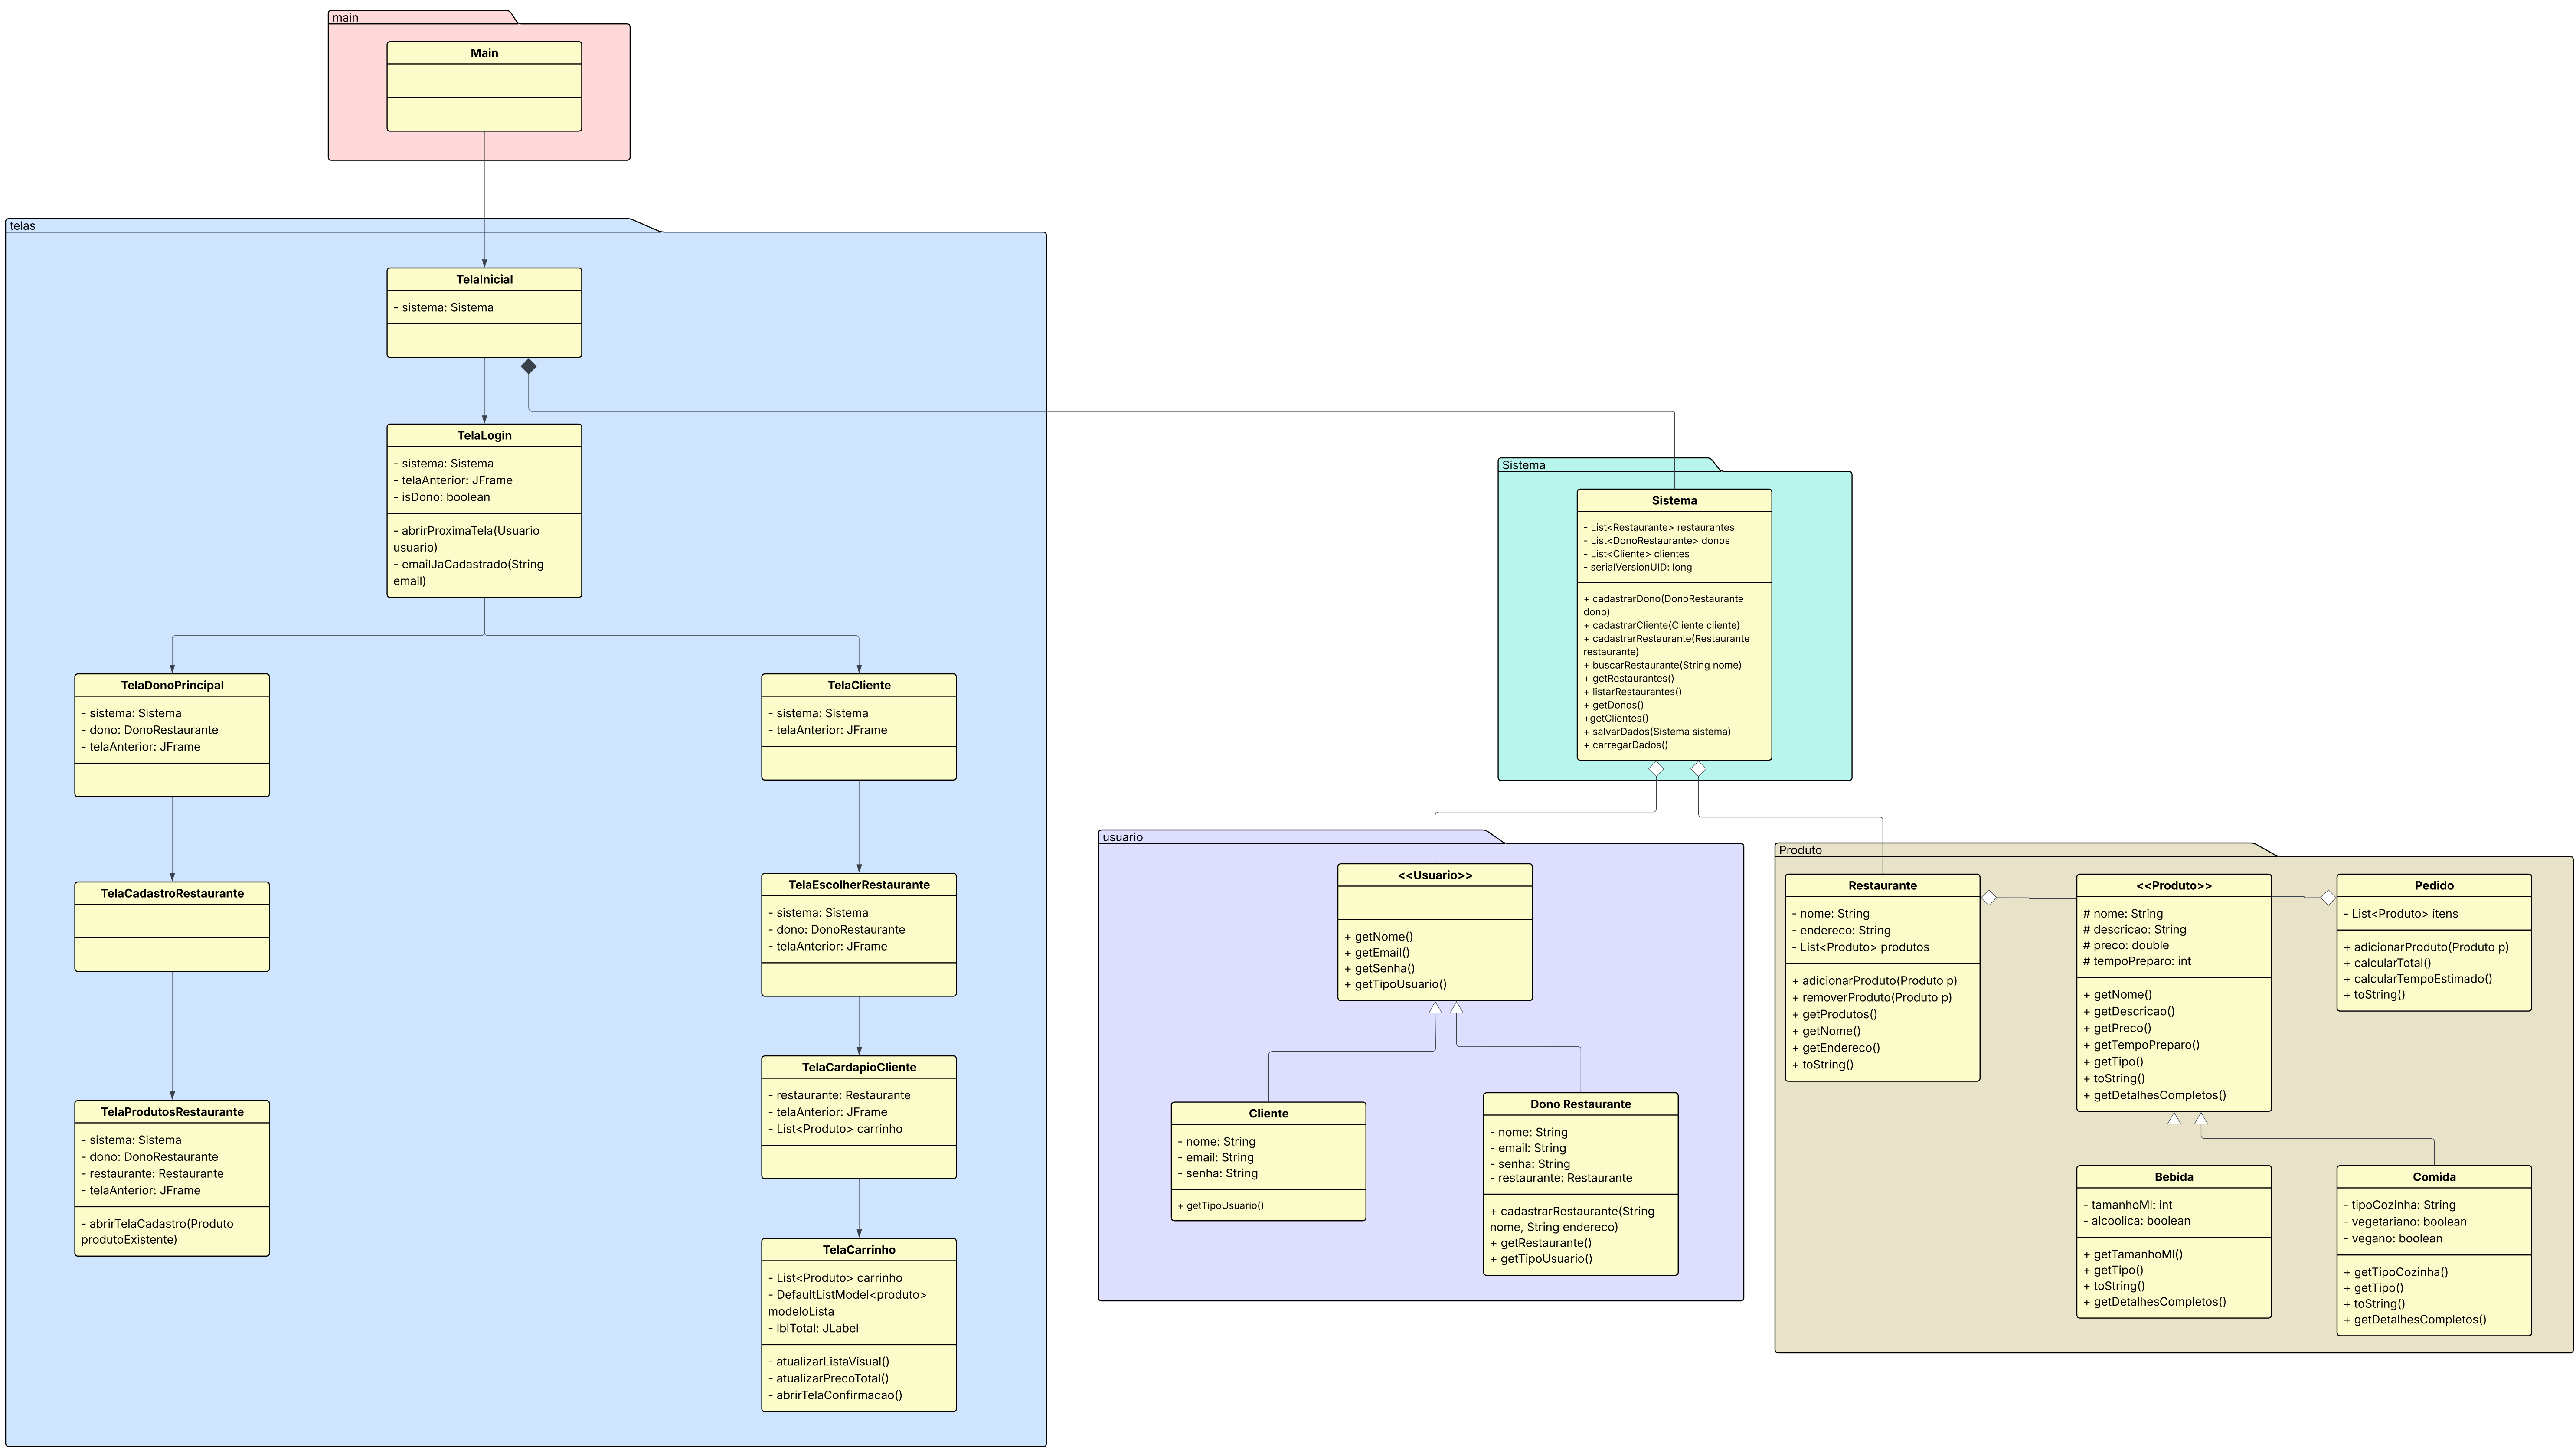 main
Main
telas
TelaInicial
- sistema: Sistema
TelaLogin
- sistema: Sistema
- telaAnterior: JFrame
- isDono: boolean
- abrirProximaTela(Usuario
usuario)
- emailJaCadastrado(String
email)
TelaDonoPrincipal
- sistema: Sistema
- dono: DonoRestaurante
- telaAnterior: JFrame
TelaCadastroRestaurante
TelaProdutosRestaurante
- sistema: Sistema
- dono: DonoRestaurante
- restaurante: Restaurante
- telaAnterior: JFrame
- abrirTelaCadastro(Produto
produtoExistente)
TelaCliente
- sistema: Sistema
- telaAnterior: JFrame
TelaEscolherRestaurante
- sistema: Sistema
- dono: DonoRestaurante
- telaAnterior: JFrame
TelaCardapioCliente
- restaurante: Restaurante
- telaAnterior: JFrame
- List<Produto> carrinho
TelaCarrinho
- List<Produto> carrinho
- DefaultListModel<produto>
modeloLista
- lblTotal: JLabel
- atualizarListaVisual()
- atualizarPrecoTotal()
- abrirTelaConfirmacao()
Sistema
Sistema
- List<Restaurante> restaurantes
- List<DonoRestaurante> donos
- List<Cliente> clientes
- serialVersionUID: long
+ cadastrarDono(DonoRestaurante
dono)
+ cadastrarCliente(Cliente cliente)
+ cadastrarRestaurante(Restaurante
restaurante)
+ buscarRestaurante(String nome)
+ getRestaurantes()
+ listarRestaurantes()
+ getDonos()
+getClientes()
+ salvarDados(Sistema sistema)
+ carregarDados()
usuario
<<Usuario>>
+ getNome()
+ getEmail()
+ getSenha()
+ getTipoUsuario()
Cliente
- nome: String
- email: String
- senha: String
+ getTipoUsuario()
Dono Restaurante
- nome: String
- email: String
- senha: String
- restaurante: Restaurante
+ cadastrarRestaurante(String
nome, String endereco)
+ getRestaurante()
+ getTipoUsuario()
Produto
Restaurante
- nome: String
- endereco: String
- List<Produto> produtos
+ adicionarProduto(Produto p)
+ removerProduto(Produto p)
+ getProdutos()
+ getNome()
+ getEndereco()
+ toString()
<<Produto>>
# nome: String
# descricao: String
# preco: double
# tempoPreparo: int
+ getNome()
+ getDescricao()
+ getPreco()
+ getTempoPreparo()
+ getTipo()
+ toString()
+ getDetalhesCompletos()
Pedido
- List<Produto> itens
+ adicionarProduto(Produto p)
+ calcularTotal()
+ calcularTempoEstimado()
+ toString()
Bebida
- tamanhoMl: int
- alcoolica: boolean
+ getTamanhoMl()
+ getTipo()
+ toString()
+ getDetalhesCompletos()
Comida
- tipoCozinha: String
- vegetariano: boolean
- vegano: boolean
+ getTipoCozinha()
+ getTipo()
+ toString()
+ getDetalhesCompletos()